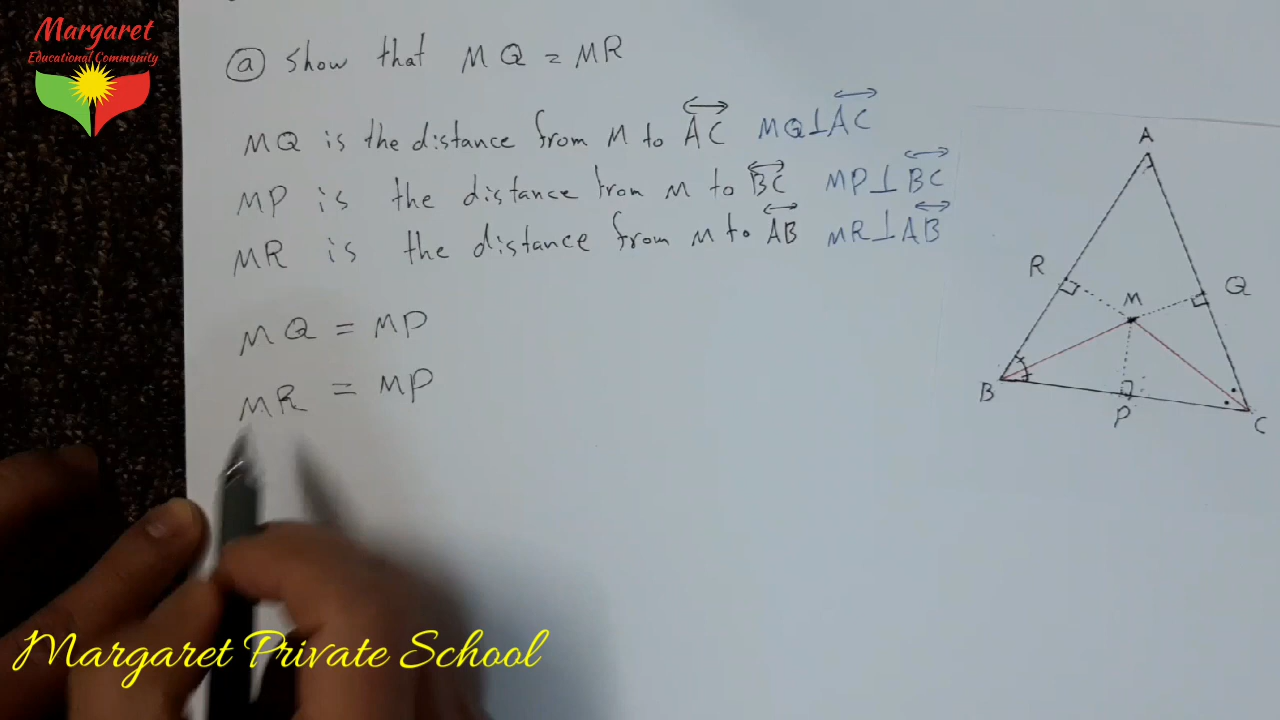 Margaret
Educational Community
ⓐ Show that MQ = MR
MQ is the distance from M to AC MQ⊥AC
MP is the distance from M to BC MP⊥BC
MR is the distance from M to AB MR⊥AB
MQ = MP
MR = MP
A
R
Q
M
B
P
C
Margaret Private School